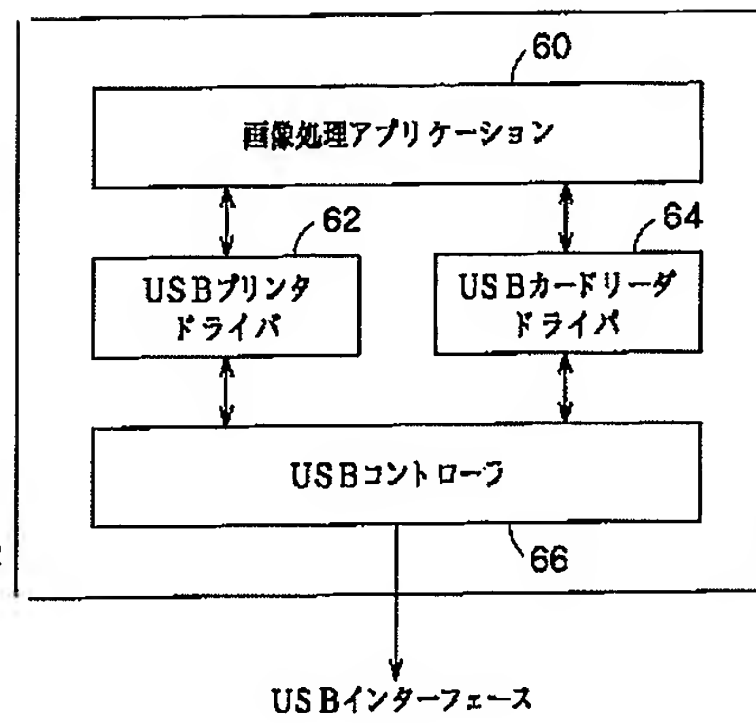 60
画像処理アプリケーション
62
64
USBプリンタ
ドライバ
USBカードリーダ
ドライバ
USBコントローラ
66
USBインターフェース